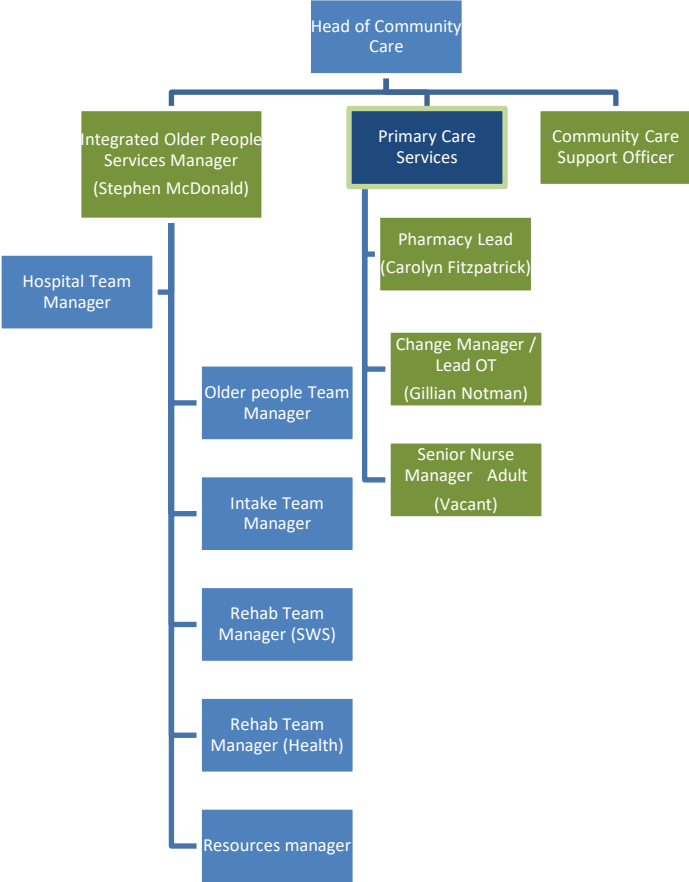 Head of Community
Care
Integrated Older People
Services Manager
(Stephen McDonald)
Primary Care
Services
Community Care
Support Officer
Pharmacy Lead
(Carolyn Fitzpatrick)
Hospital Team
Manager
Change Manager /
Lead OT
(Gillian Notman)
Older people Team
Manager
Senior Nurse
Manager Adult
(Vacant)
Intake Team
Manager
Rehab Team
Manager (SWS)
Rehab Team
Manager (Health)
Resources manager